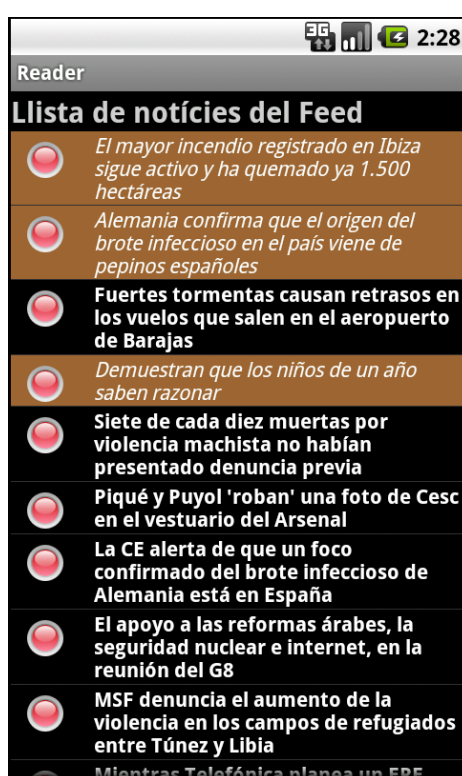 3G 2:28
Reader
Llista de notícies del Feed
El mayor incendio registrado en Ibiza
sigue activo y ha quemado ya 1.500
hectáreas
Alemania confirma que el origen del
brote infeccioso en el país viene de
pepinos españoles
Fuertes tormentas causan retrasos en
los vuelos que salen en el aeropuerto
de Barajas
Demuestran que los niños de un año
saben razonar
Siete de cada diez muertas por
violencia machista no habían
presentado denuncia previa
Piqué y Puyol 'roban' una foto de Cesc
en el vestuario del Arsenal
La CE alerta de que un foco
confirmado del brote infeccioso de
Alemania está en España
El apoyo a las reformas árabes, la
seguridad nuclear e internet, en la
reunión del G8
MSF denuncia el aumento de la
violencia en los campos de refugiados
entre Túnez y Libia
Mientras Telefónica planea un ERE